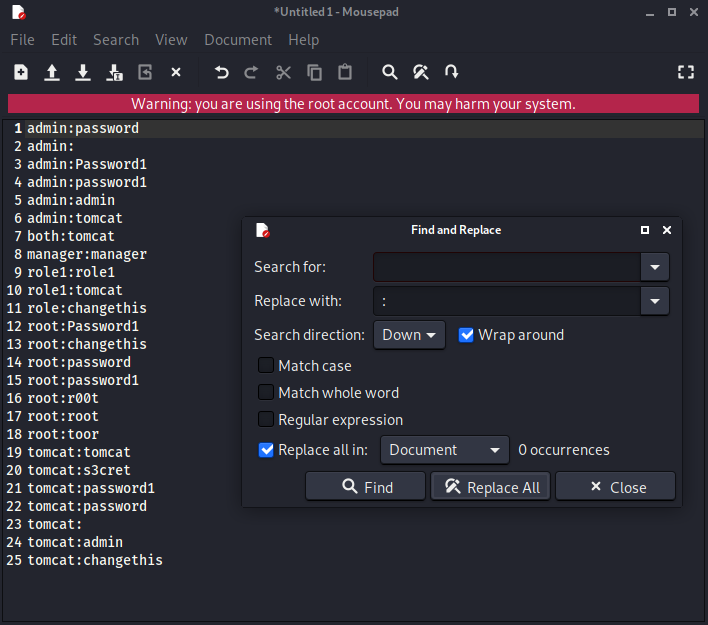 *Untitled 1 - Mousepad
File Edit Search View Document Help
Warning: you are using the root account. You may harm your system.
1 admin:password
2 admin:
3 admin:Password1
4 admin:password1
5 admin:admin
6 admin:tomcat
7 both:tomcat
8 manager:manager
9 role1:role1
10 role1:tomcat
11 role:changethis
12 root:Password1
13 root:changethis
14 root:password
15 root:password1
16 root:r00t
17 root:root
18 root:toor
19 tomcat:tomcat
20 tomcat:s3cret
21 tomcat:password1
22 tomcat:password
23 tomcat:
24 tomcat:admin
25 tomcat:changethis
Find and Replace
Search for:
Replace with: :
Search direction: Down Wrap around
Match case
Match whole word
Regular expression
Replace all in: Document 0 occurrences
Find Replace All Close